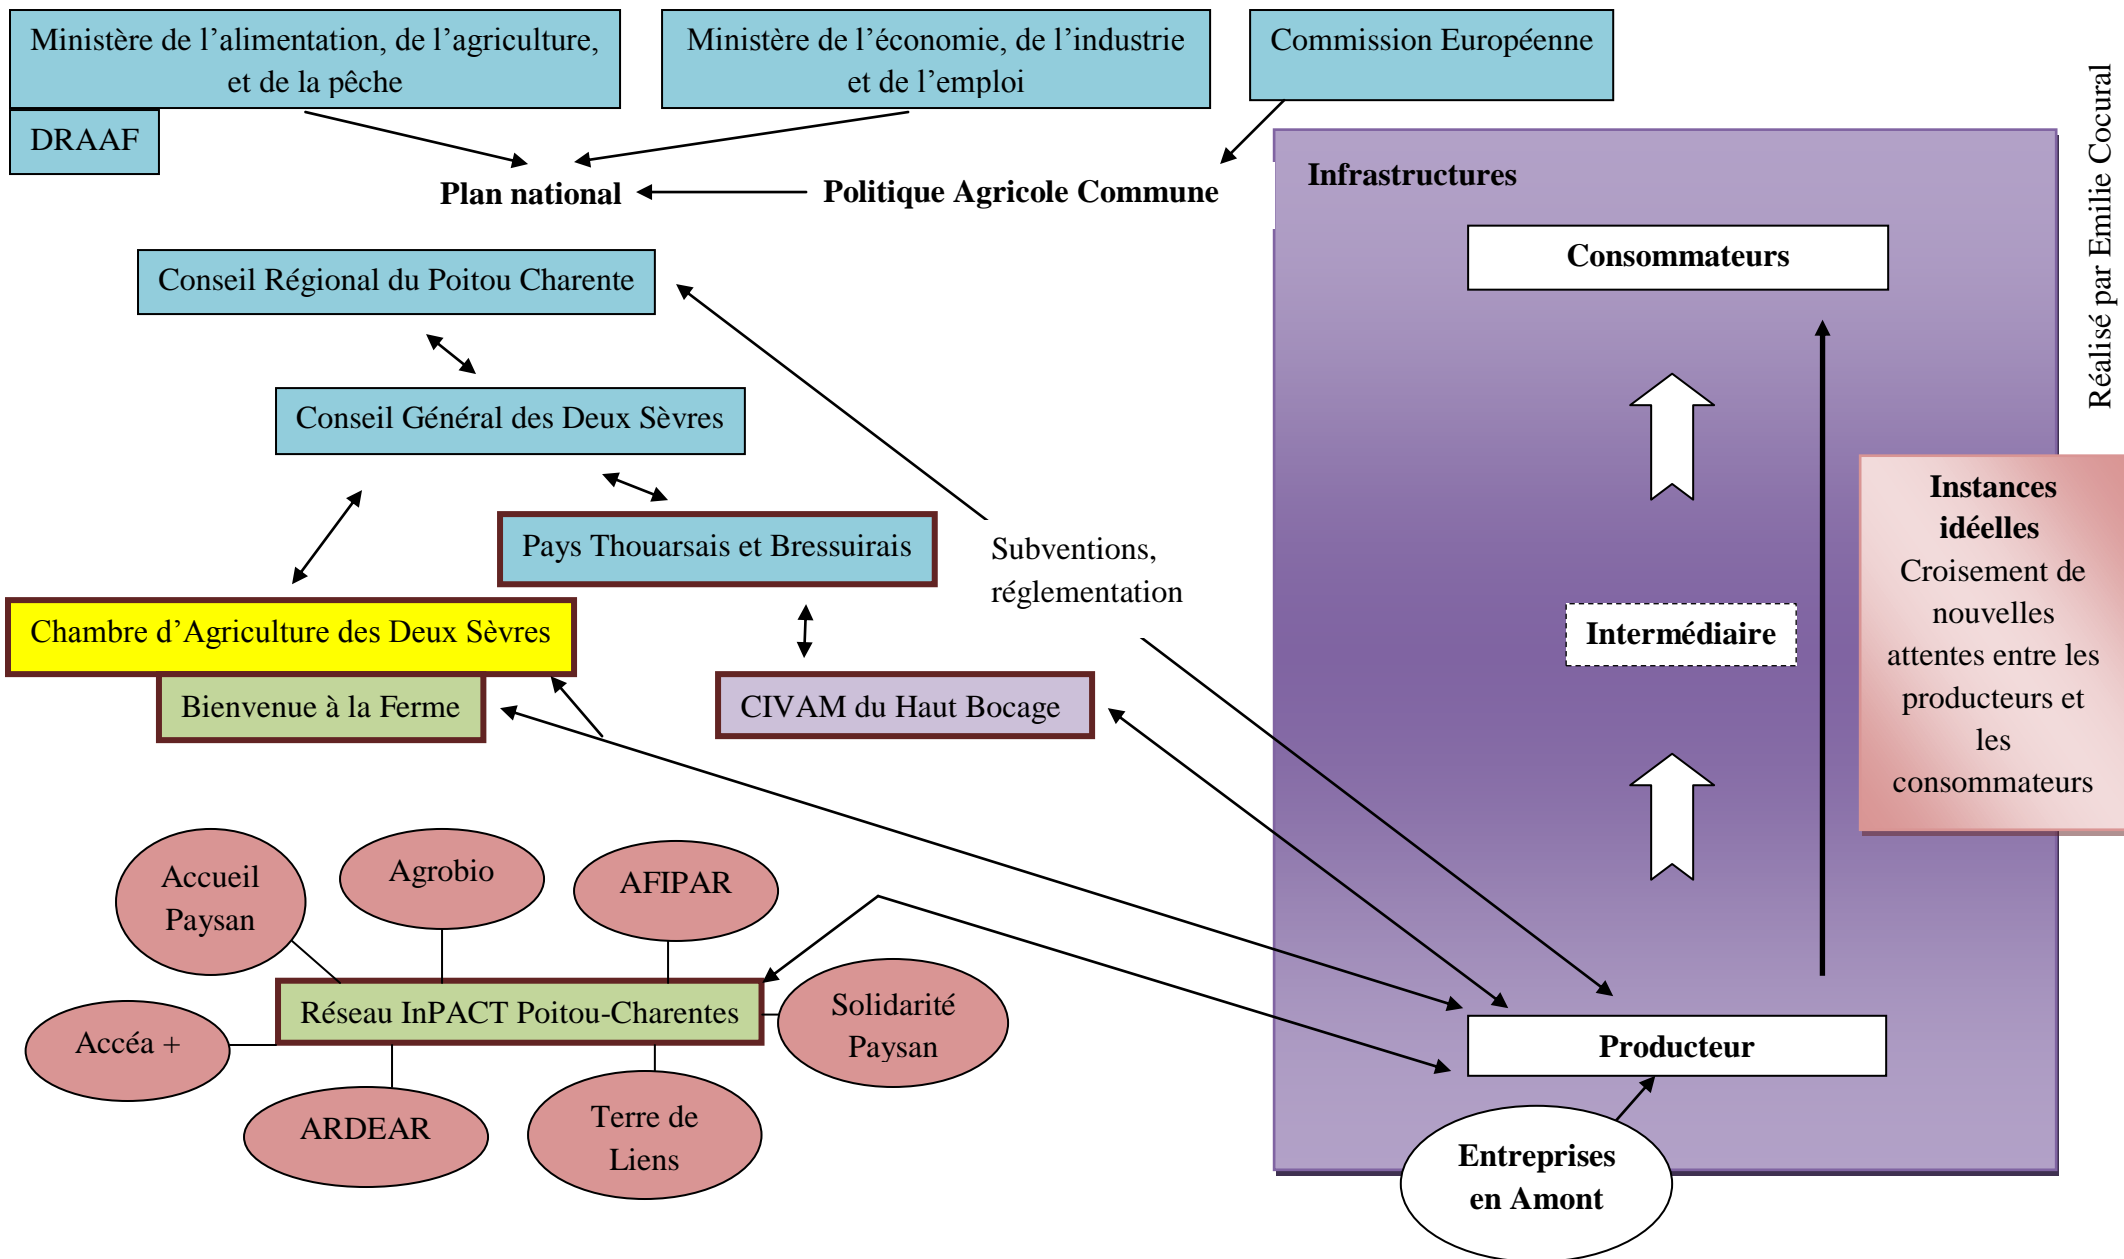 Ministère de l’alimentation, de l’agriculture,
et de la pêche
DRAAF
Ministère de l’économie, de l’industrie
et de l’emploi
Commission Européenne
Plan national
Politique Agricole Commune
Conseil Régional du Poitou Charente
Conseil Général des Deux Sèvres
Pays Thouarsais et Bressuirais
Subventions,
réglementation
Chambre d’Agriculture des Deux Sèvres
Bienvenue à la Ferme
CIVAM du Haut Bocage
Accueil
Paysan
Agrobio
AFIPAR
Réseau InPACT Poitou-Charentes
Solidarité
Paysan
Accéa +
ARDEAR
Terre de
Liens
Infrastructures
Consommateurs
Intermédiaire
Producteur
Entreprises
en Amont
Instances
idéelles
Croisement de
nouvelles
attentes entre les
producteurs et
les
consommateurs
Réalisé par Emilie Cocural